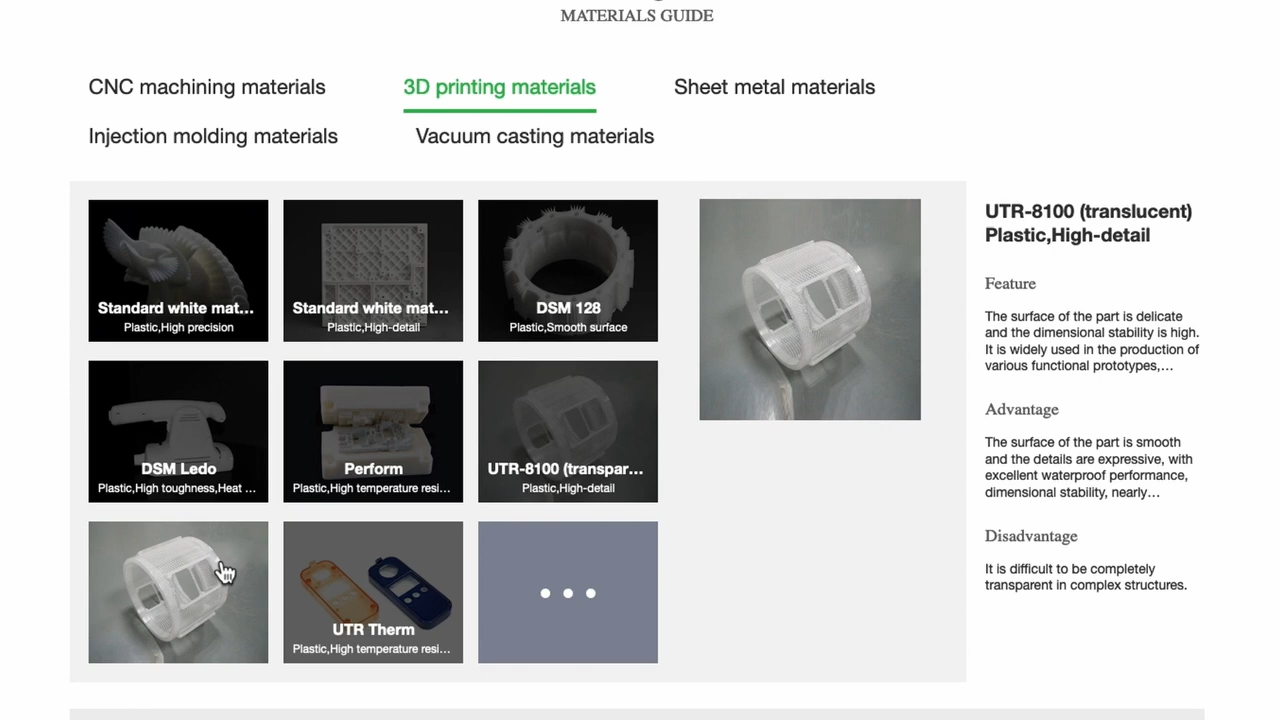 MATERIALS GUIDE
CNC machining materials
3D printing materials
Sheet metal materials
Injection molding materials
Vacuum casting materials
Standard white mat...
Plastic,High precision
Standard white mat...
Plastic,High-detail
DSM 128
Plastic,Smooth surface
DSM Ledo
Plastic,High toughness,Heat ...
Perform
Plastic,High temperature resi...
UTR-8100 (transpar...
Plastic,High-detail
UTR Therm
Plastic,High temperature resi...
UTR-8100 (translucent)
Plastic,High-detail
Feature
The surface of the part is delicate
and the dimensional stability is high.
It is widely used in the production of
various functional prototypes,...
Advantage
The surface of the part is smooth
and the details are expressive, with
excellent waterproof performance,
dimensional stability, nearly...
Disadvantage
It is difficult to be completely
transparent in complex structures.